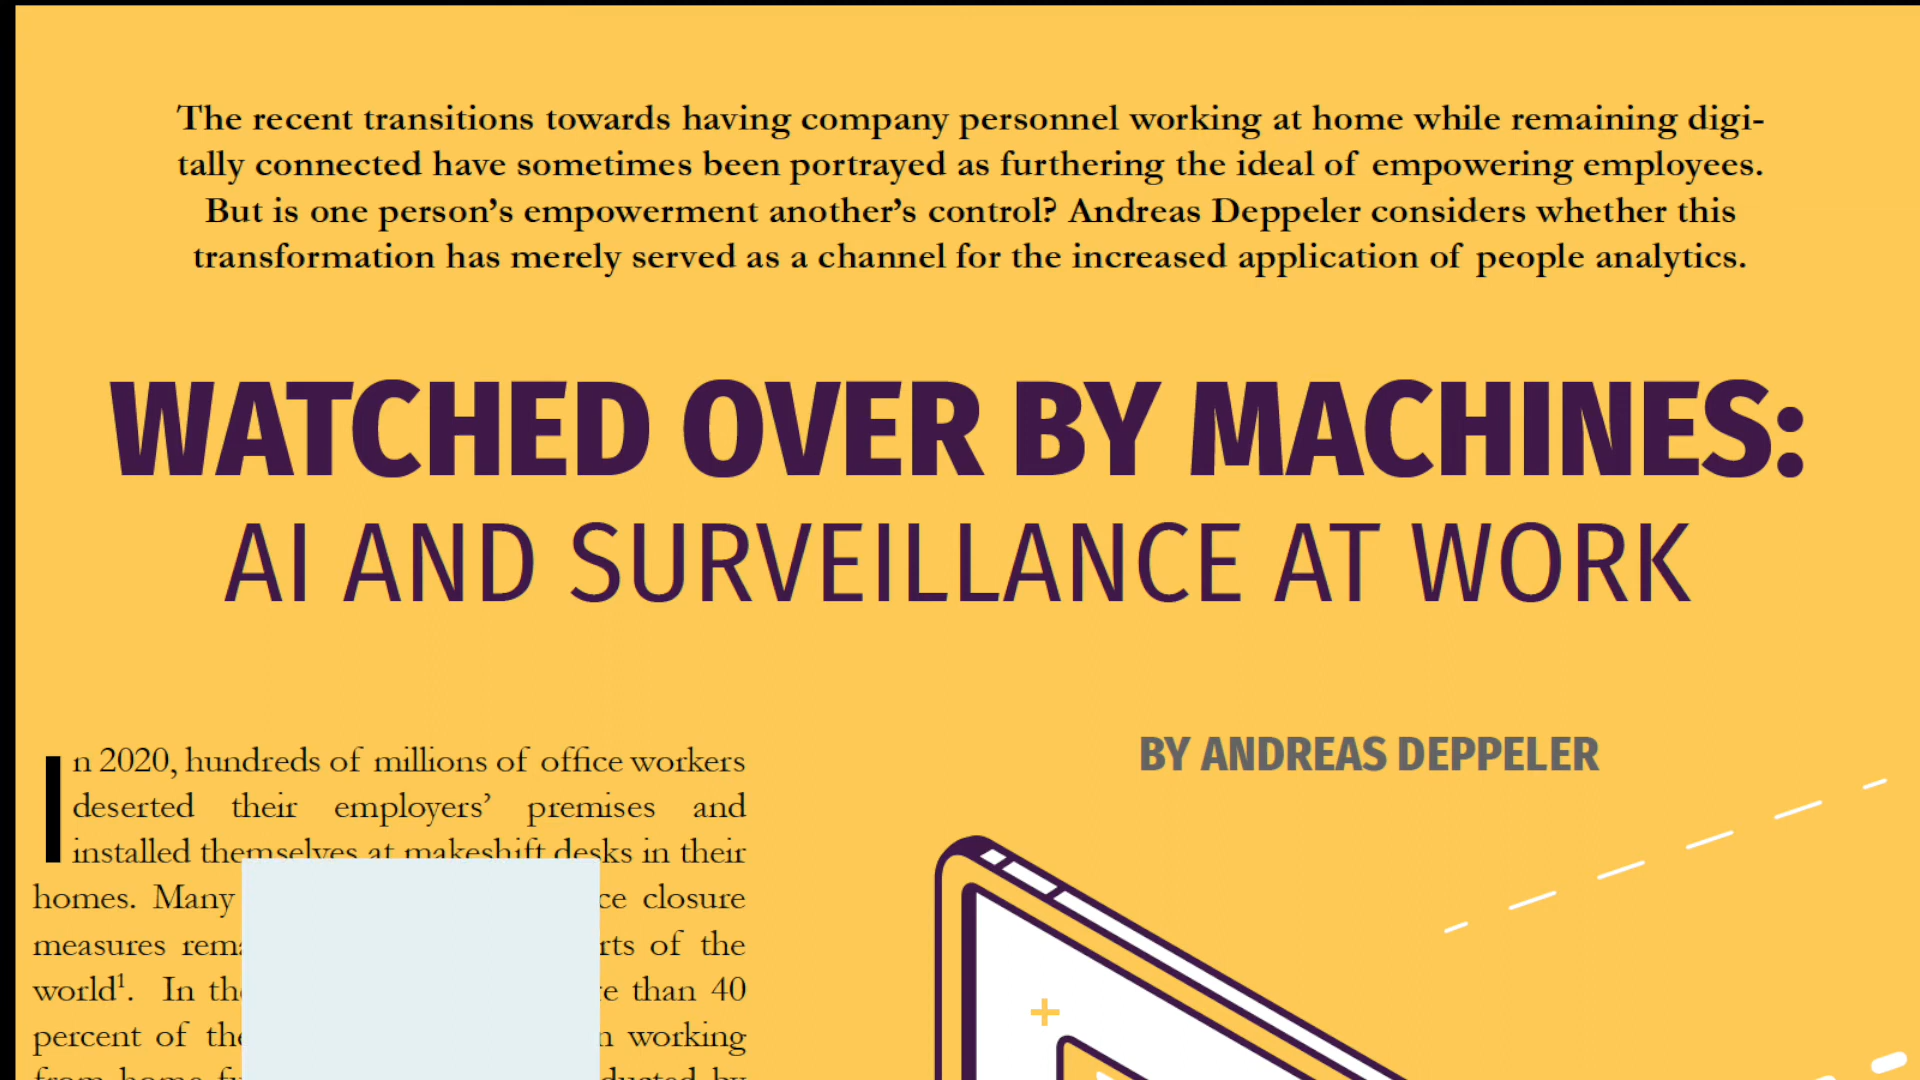 The recent transitions towards having company personnel working at home while remaining digi-
tally connected have sometimes been portrayed as furthering the ideal of empowering employees.
But is one person's empowerment another's control? Andreas Deppeler considers whether this
transformation has merely served as a channel for the increased application of people analytics.
WATCHED OVER BY MACHINES:
AI AND SURVEILLANCE AT WORK
BY ANDREAS DEPPELER
In 2020, hundreds of millions of office workers
deserted their employers' premises and
installed themselves at makeshift desks in their
homes. Many closure
measures of the
world¹. In than 40
percent of working
from home by